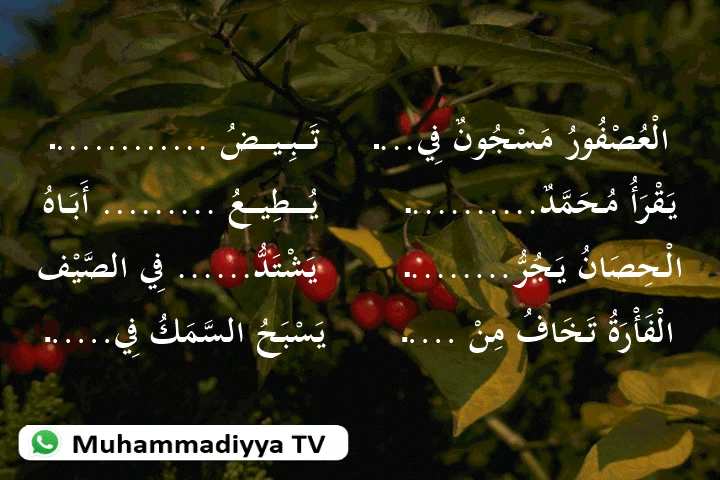 الْعُصْفُورُ مَسْجُونٌ فِي.... تَـبِـيـضُ ............
يَقْرَأُ مُحَمَّدٌ........... يُـطِـيـعُ ......... أَبَاهُ
الْحِصَانُ يَجُرُّ......... يَشْتَدُّ...... فِي الصَّيْف
الْفَأْرَةُ تَخَافُ مِنْ ..... يَسْبَحُ السَّمَكُ فِي......
Muhammadiyya TV